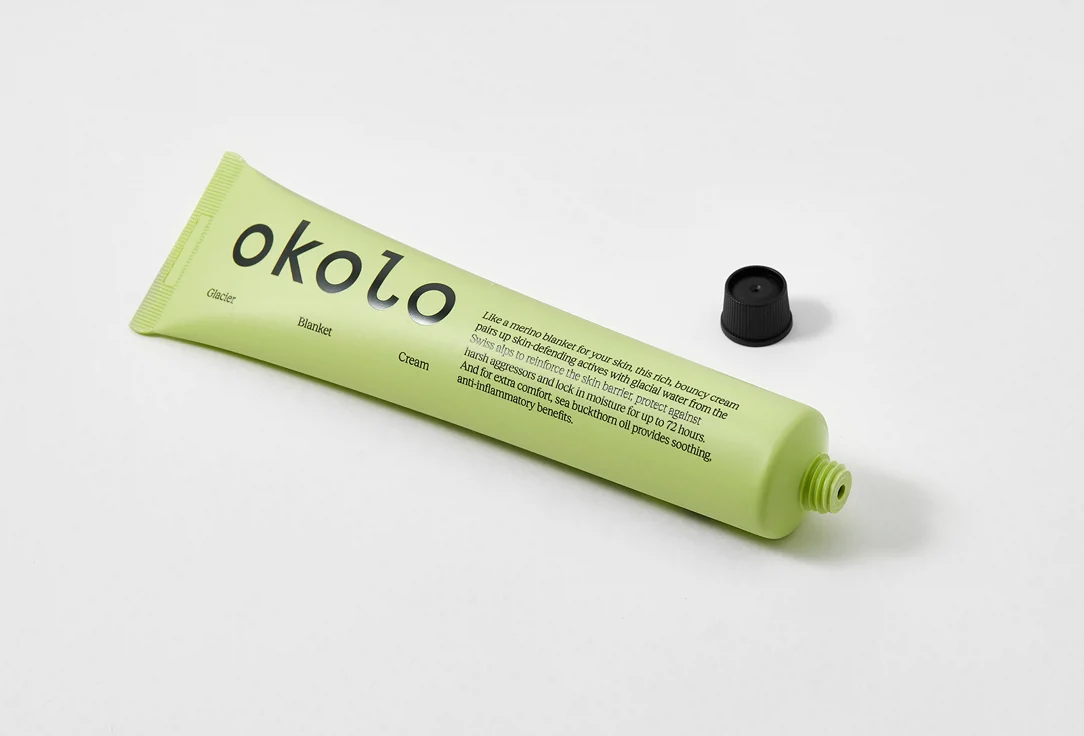 okolo
Glacier
Blanket
Cream
Like a merino blanket for your skin, this rich, bouncy cream
pairs up skin-defending actives with glacial water from the
Swiss alps to reinforce the skin barrier, protect against
harsh aggressors and lock in moisture for up to 72 hours.
And for extra comfort, sea buckthorn oil provides soothing,
anti-inflammatory benefits.